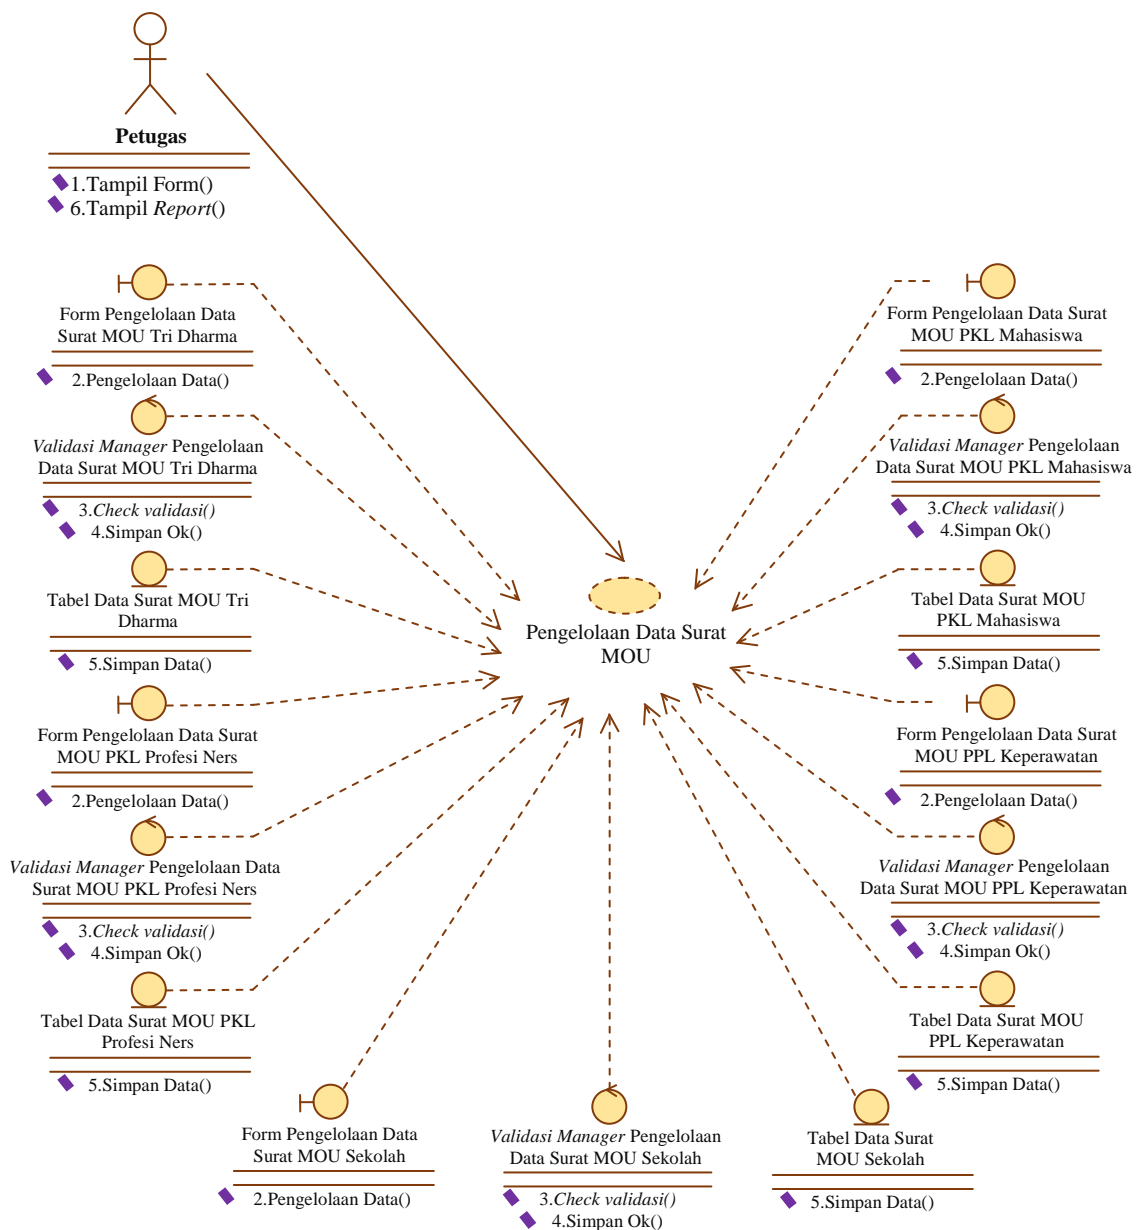 Petugas
1.Tampil Form()
6.Tampil Report()
Form Pengelolaan Data
Surat MOU Tri Dharma
2.Pengelolaan Data()
Validasi Manager Pengelolaan
Data Surat MOU Tri Dharma
3.Check validasi()
4.Simpan Ok()
Tabel Data Surat MOU Tri
Dharma
5.Simpan Data()
Form Pengelolaan Data Surat
MOU PKL Profesi Ners
2.Pengelolaan Data()
Validasi Manager Pengelolaan Data
Surat MOU PKL Profesi Ners
3.Check validasi()
4.Simpan Ok()
Tabel Data Surat MOU PKL
Profesi Ners
5.Simpan Data()
Pengelolaan Data Surat
MOU
Form Pengelolaan Data Surat
MOU PKL Mahasiswa
2.Pengelolaan Data()
Validasi Manager Pengelolaan
Data Surat MOU PKL Mahasiswa
3.Check validasi()
4.Simpan Ok()
Tabel Data Surat MOU
PKL Mahasiswa
5.Simpan Data()
Form Pengelolaan Data Surat
MOU PPL Keperawatan
2.Pengelolaan Data()
Validasi Manager Pengelolaan
Data Surat MOU PPL Keperawatan
3.Check validasi()
4.Simpan Ok()
Tabel Data Surat MOU
PPL Keperawatan
5.Simpan Data()
Form Pengelolaan Data
Surat MOU Sekolah
2.Pengelolaan Data()
Validasi Manager Pengelolaan
Data Surat MOU Sekolah
3.Check validasi()
4.Simpan Ok()
Tabel Data Surat
MOU Sekolah
5.Simpan Data()